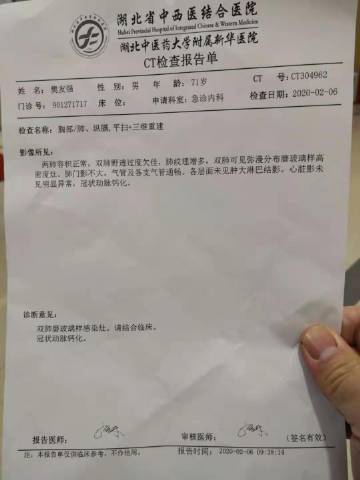 湖北省中西医结合医院
Hubei Provincial Hospital of Integrated Chinese & Western Medicine
湖北中医药大学附属新华医院
CT检查报告单
姓 名：樊友强 性 别：男 年 龄：71岁 CT 号：CT304962
门诊号：901271717 床 位： 申请科室：急诊内科 检查日期：2020-02-06
检查名称：胸部/肺、纵膈,平扫+三维重建
影像所见：
两肺容积正常，双肺野透过度欠佳，肺纹理增多。双肺可见弥漫分布磨玻璃样高
密度灶。肺门影不大。气管及各支气管通畅，各层面未见肿大淋巴结影。心脏影未
见明显异常，冠状动脉钙化。
诊断意见：
双肺磨玻璃样感染灶。请结合临床。
冠状动脉钙化。
报告医师： 审核医师： (签名有效)
注：本报告单仅临床参考，不作他用。 报告时间：2020-02-06 09:38:14